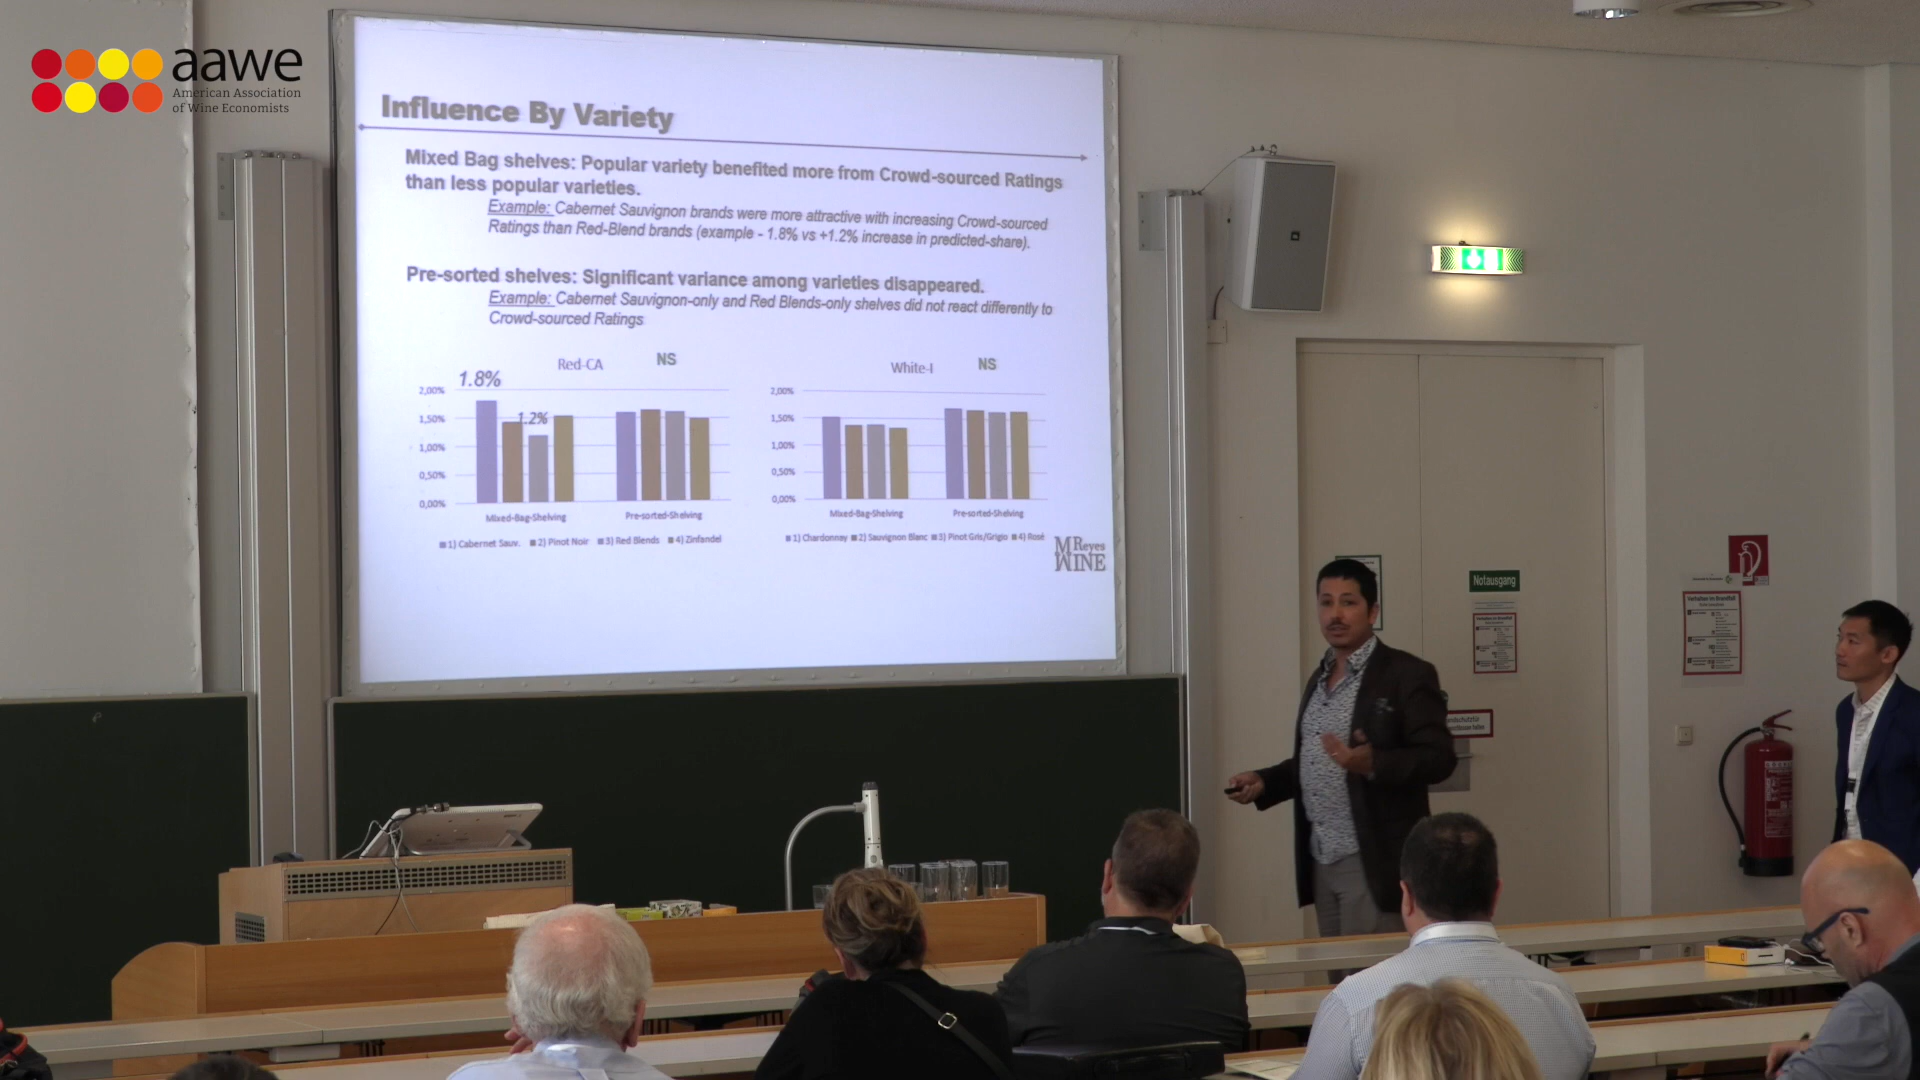 aawe
American Association
of Wine Economists
Influence By Variety
Mixed Bag shelves: Popular variety benefited more from Crowd-sourced Ratings
than less popular varieties.
Example: Cabernet Sauvignon brands were more attractive with increasing Crowd-sourced
Ratings than Red-Blend brands (example - 1.8% vs +1.2% increase in predicted-share).
Pre-sorted shelves: Significant variance among varieties disappeared.
Example: Cabernet Sauvignon-only and Red Blends-only shelves did not react differently to
Crowd-sourced Ratings
Red-CA NS
1.8%
1.2%
2,00%
1,50%
1,00%
0,50%
0,00%
Mixed-Bag-Shelving Pre-sorted-Shelving
1) Cabernet Sauv. 2) Pinot Noir 3) Red Blends 4) Zinfandel
White-I NS
2,00%
1,50%
1,00%
0,50%
0,00%
Mixed-Bag-Shelving Pre-sorted-Shelving
1) Chardonnay 2) Sauvignon Blanc 3) Pinot Gris/Grigio 4) Rosé
MReyes
WINE
Notausgang
Verhalten im Brandfall